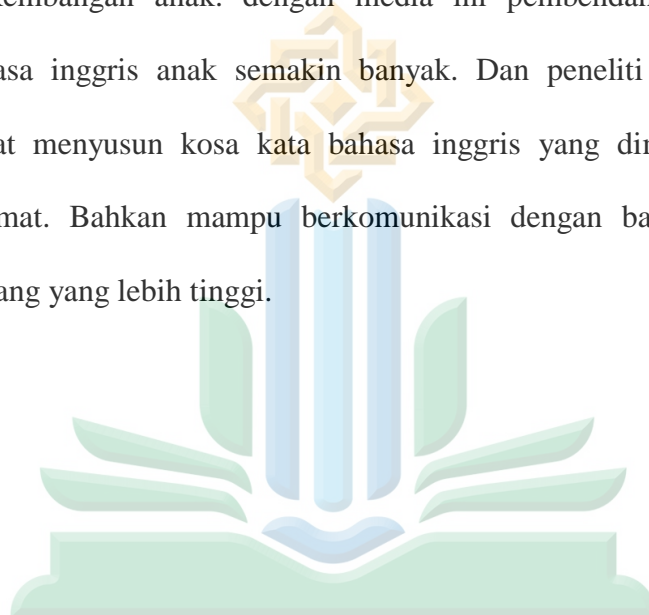 kembangan anak. dengan media ini pembendah
asa inggris anak semakin banyak. Dan peneliti
at menyusun kosa kata bahasa inggris yang
mat. Bahkan mampu berkomunikasi dengan ba
ang yang lebih tinggi.